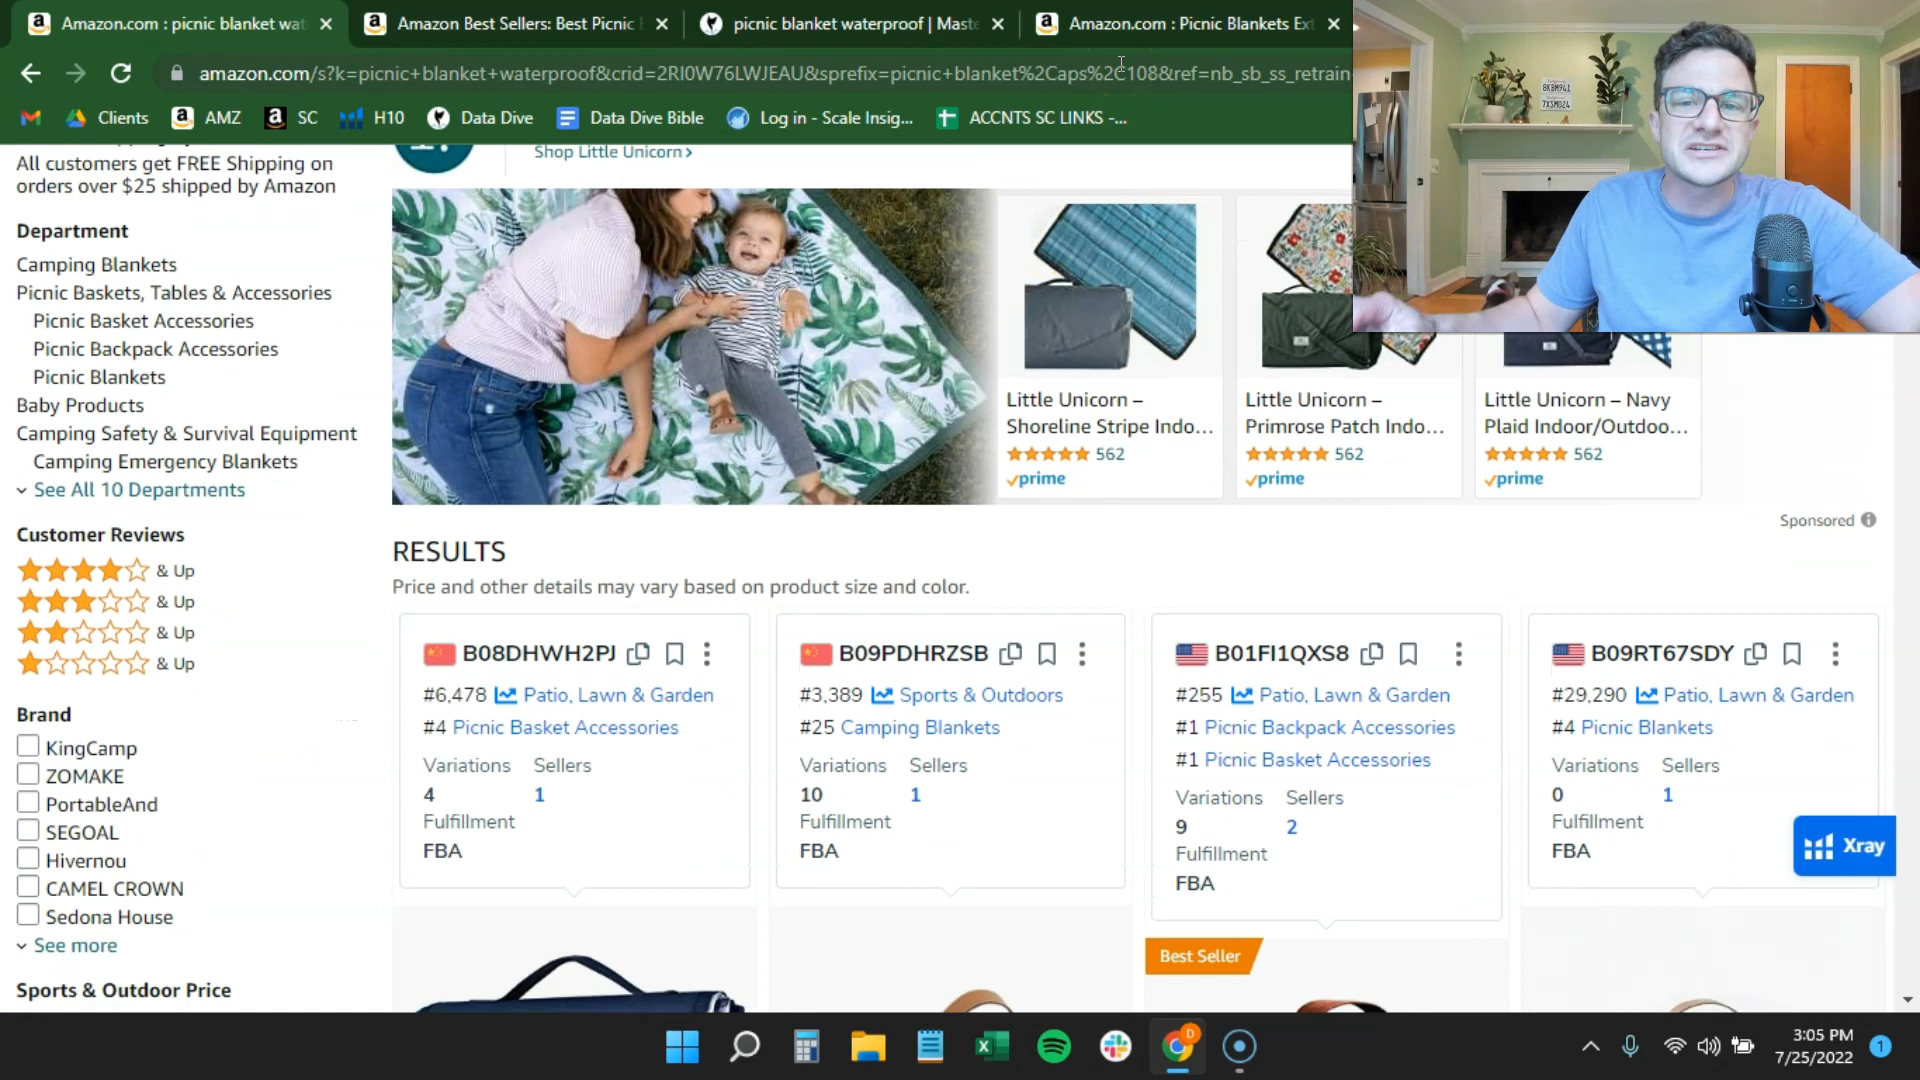 Amazon.com : picnic blanket wat
Amazon Best Sellers: Best Picnic
picnic blanket waterproof | Maste
Amazon.com : Picnic Blankets Ext
amazon.com/s?k=picnic+blanket+waterproof&crid=2RI0W76LWJEAU&sprefix=picnic+blanket%2Caps%2C108&ref=nb_sb_ss_retrain-
Clients
AMZ
SC
H10
Data Dive
Data Dive Bible
Log in - Scale Insig...
ACCNTS SC LINKS -...
8KBM941
7XSM024
All customers get FREE Shipping on
orders over $25 shipped by Amazon
Department
Camping Blankets
Picnic Baskets, Tables & Accessories
Picnic Basket Accessories
Picnic Backpack Accessories
Picnic Blankets
Baby Products
Camping Safety & Survival Equipment
Camping Emergency Blankets
See All 10 Departments
Customer Reviews
& Up
& Up
& Up
& Up
Brand
KingCamp
ZOMAKE
PortableAnd
SEGOAL
Hivernou
CAMEL CROWN
Sedona House
See more
Sports & Outdoor Price
Shop Little Unicorn ›
Little Unicorn –
Shoreline Stripe Indo...
562
prime
Little Unicorn –
Primrose Patch Indo...
562
prime
Little Unicorn – Navy
Plaid Indoor/Outdoo...
562
prime
Sponsored
RESULTS
Price and other details may vary based on product size and color.
B08DHWH2PJ
#6,478 Patio, Lawn & Garden
#4 Picnic Basket Accessories
Variations Sellers
4 1
Fulfillment
FBA
B09PDHRZSB
#3,389 Sports & Outdoors
#25 Camping Blankets
Variations Sellers
10 1
Fulfillment
FBA
B01FI1QXS8
#255 Patio, Lawn & Garden
#1 Picnic Backpack Accessories
#1 Picnic Basket Accessories
Variations Sellers
9 2
Fulfillment
FBA
Best Seller
B09RT67SDY
#29,290 Patio, Lawn & Garden
#4 Picnic Blankets
Variations Sellers
0 1
Fulfillment
FBA
Xray
D
3:05 PM
7/25/2022
1